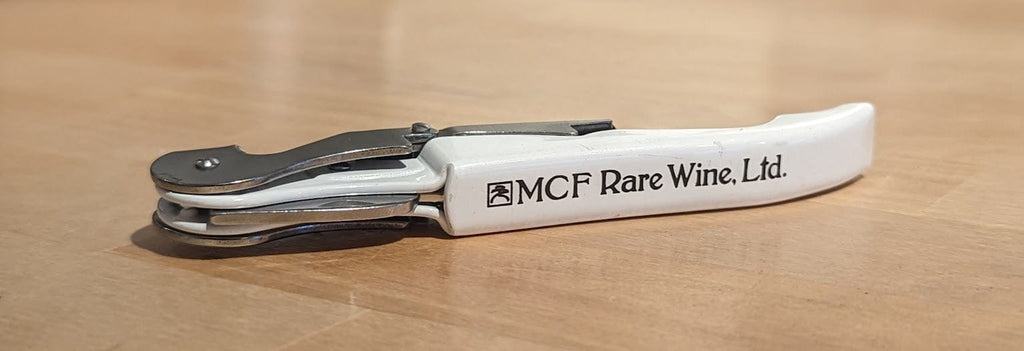 MCF Rare Wine, Ltd.